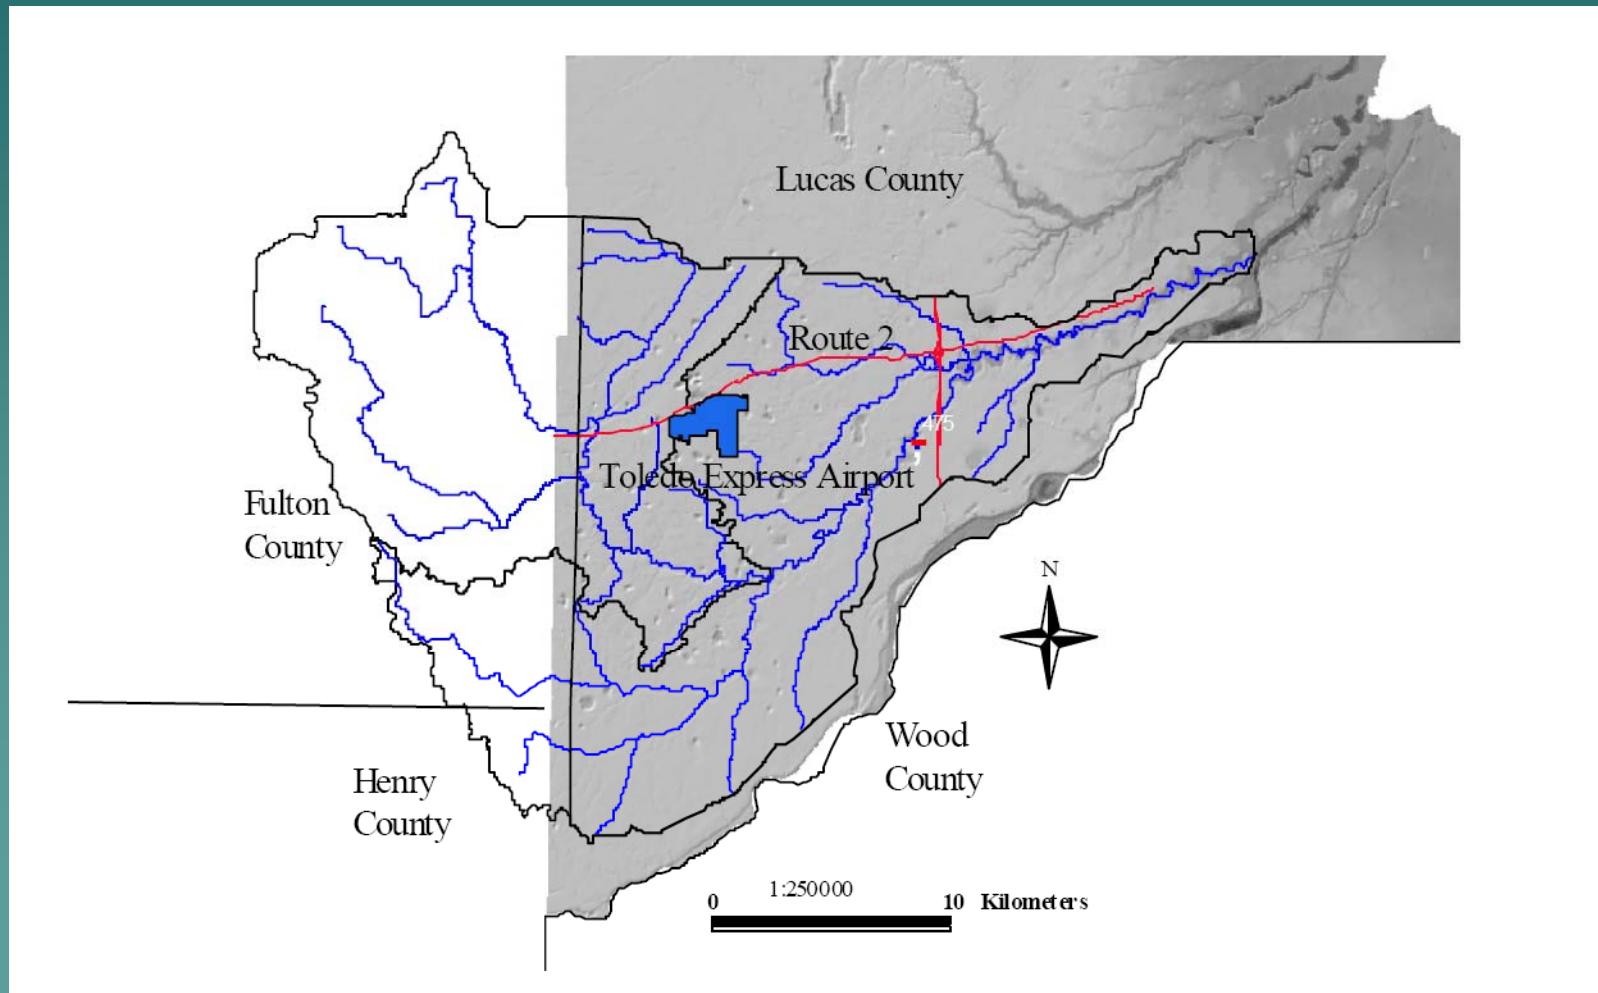 Lucas County
Route 2
475
Toledo Express Airport
Fulton
County
N
Wood
County
Henry
County
1:250000
0 10 Kilometers